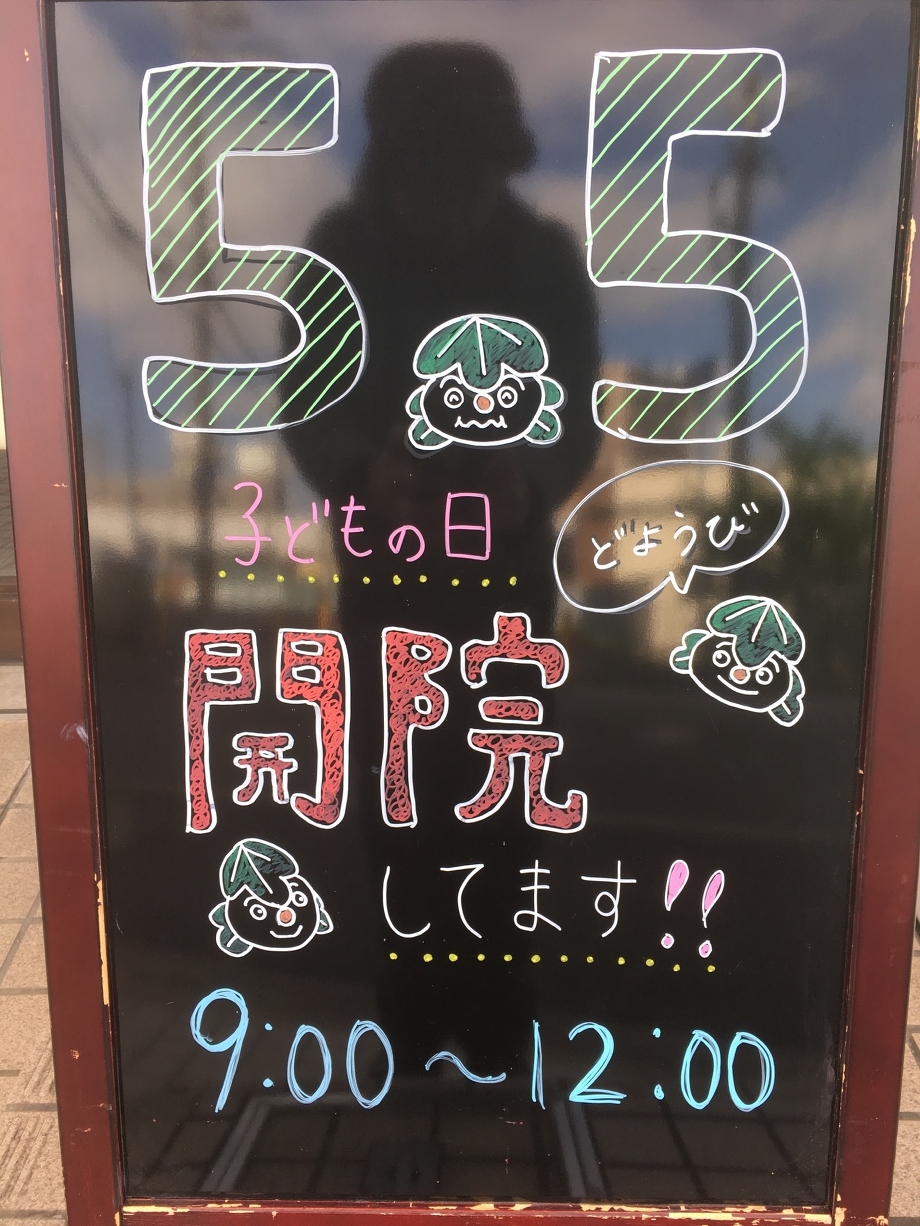 5 5
子どもの日
どようび
開院
してます!!
9:00〜12:00